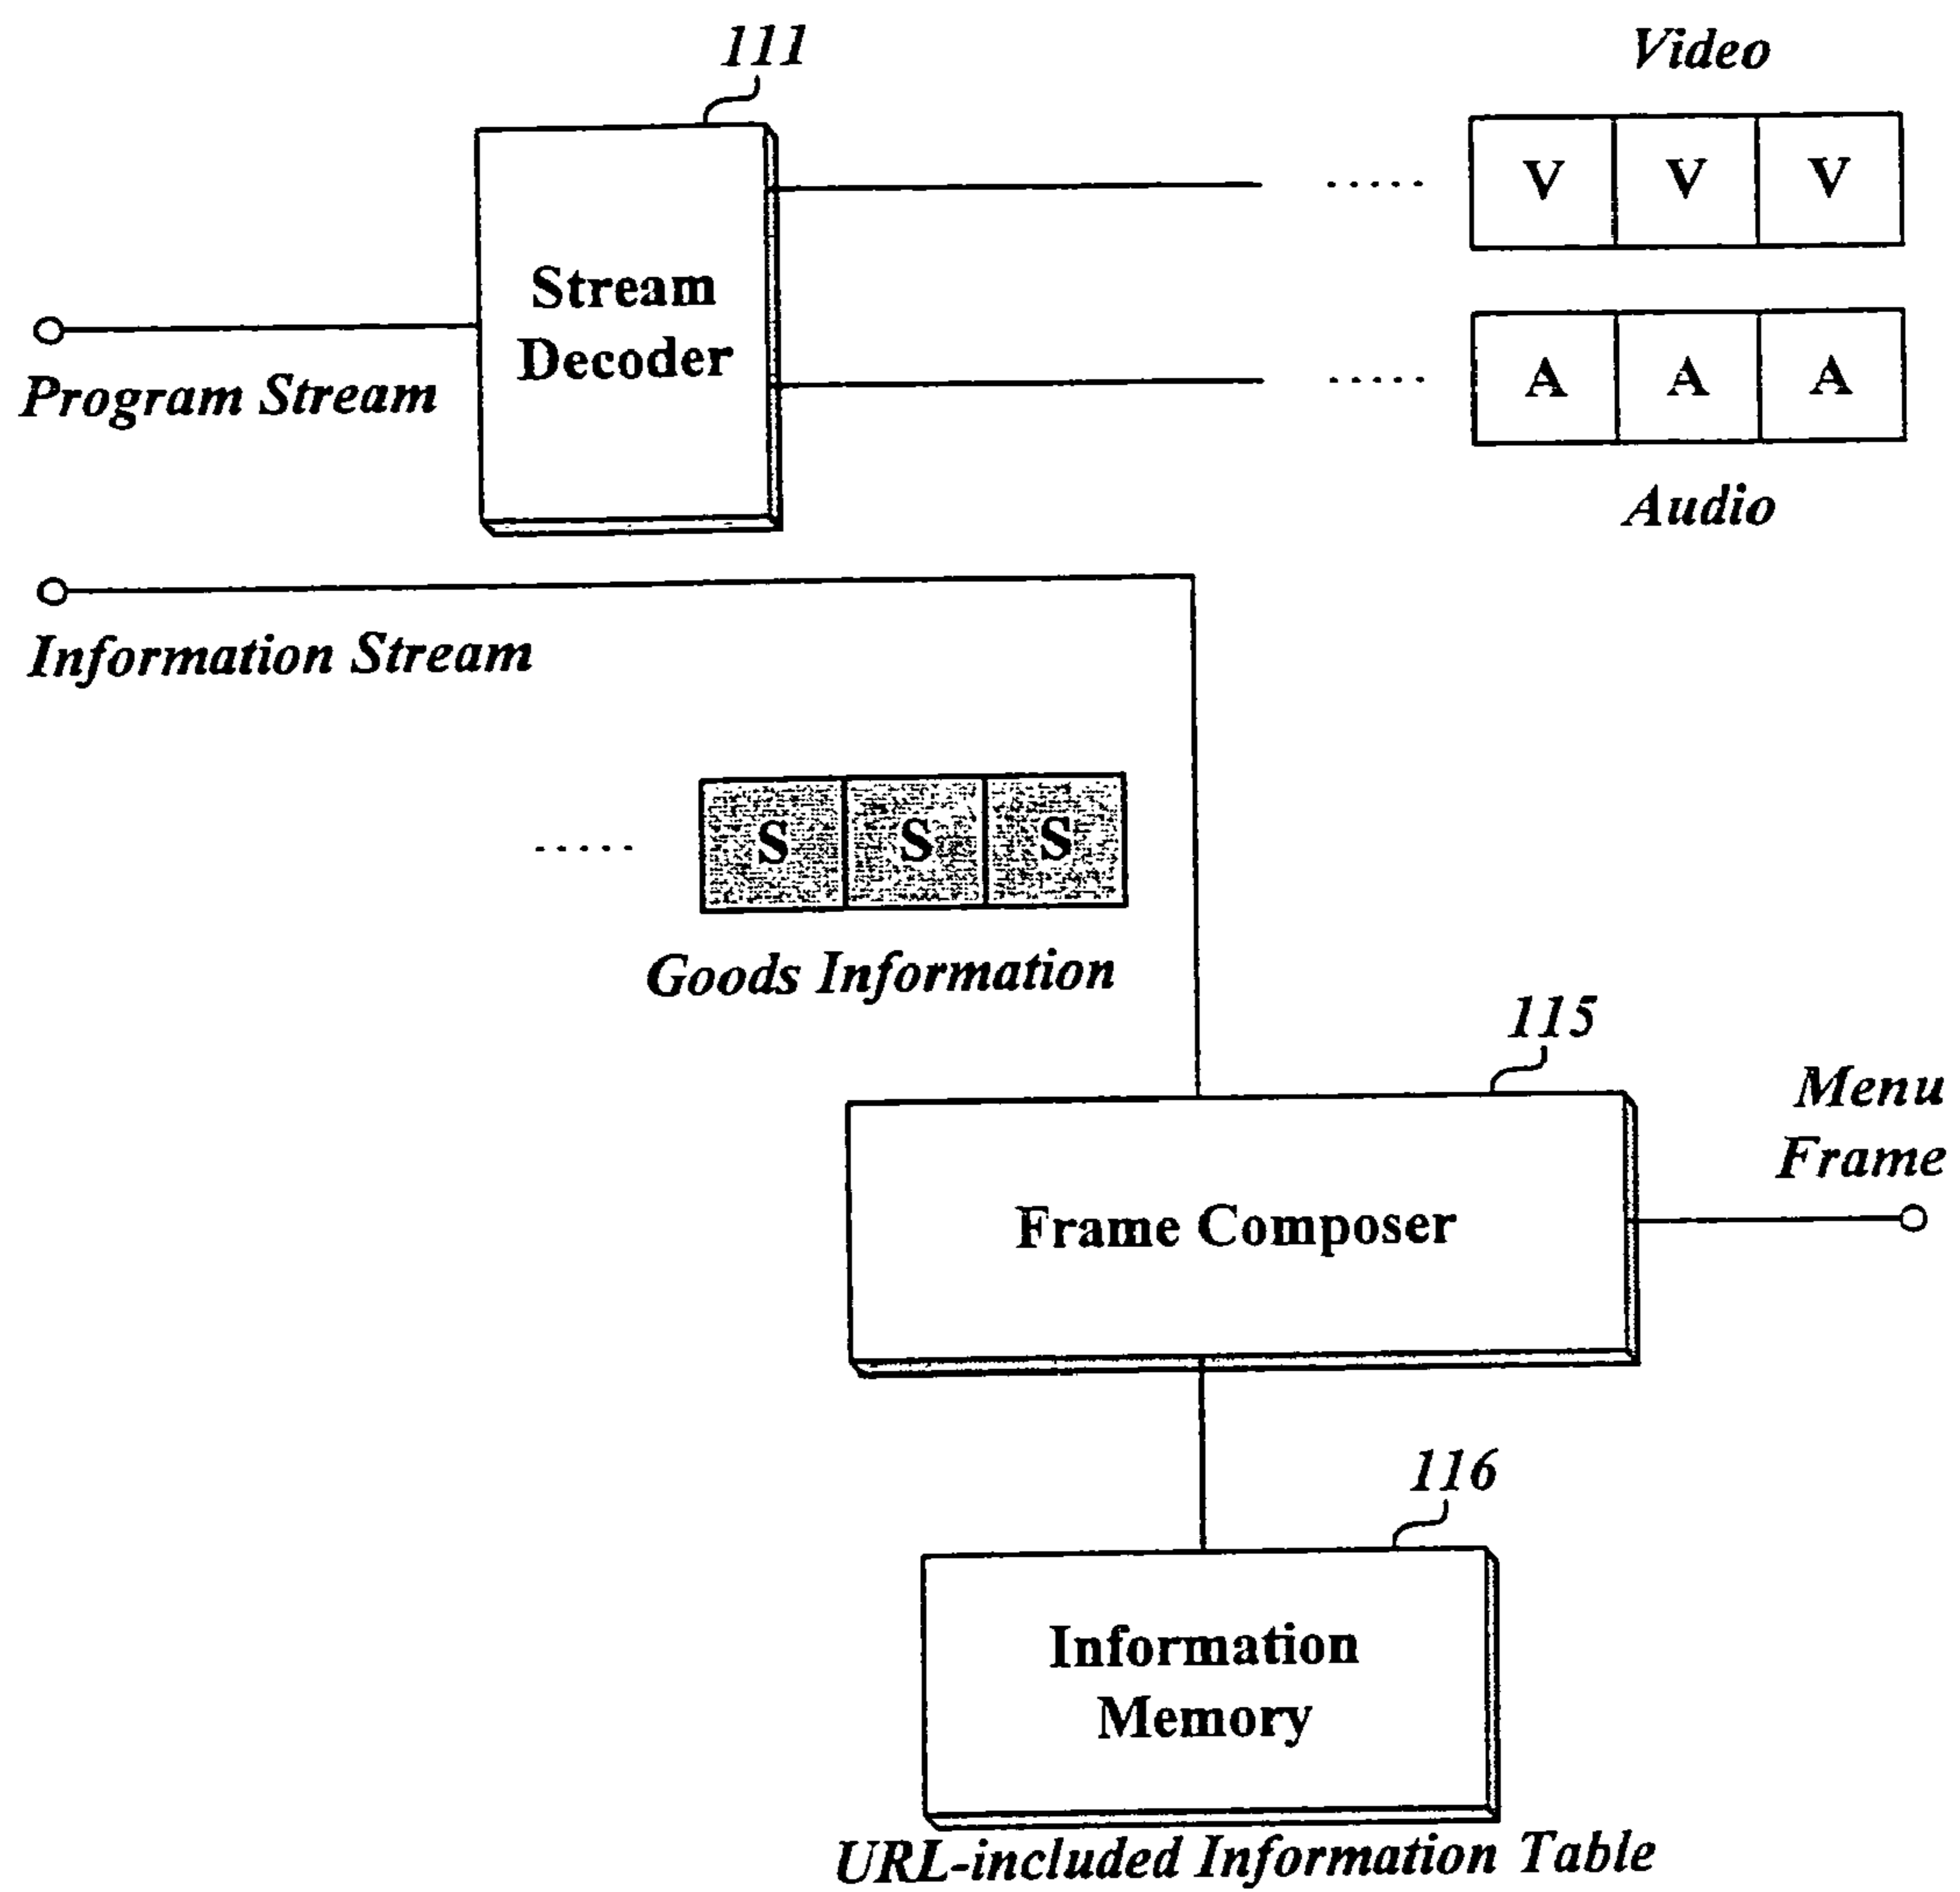 111
Video
V V V
Stream
Decoder
Program Stream
A A A
Audio
Information Stream
S S S
Goods Information
115
Menu
Frame
Frame Composer
116
Information
Memory
URL-included Information Table